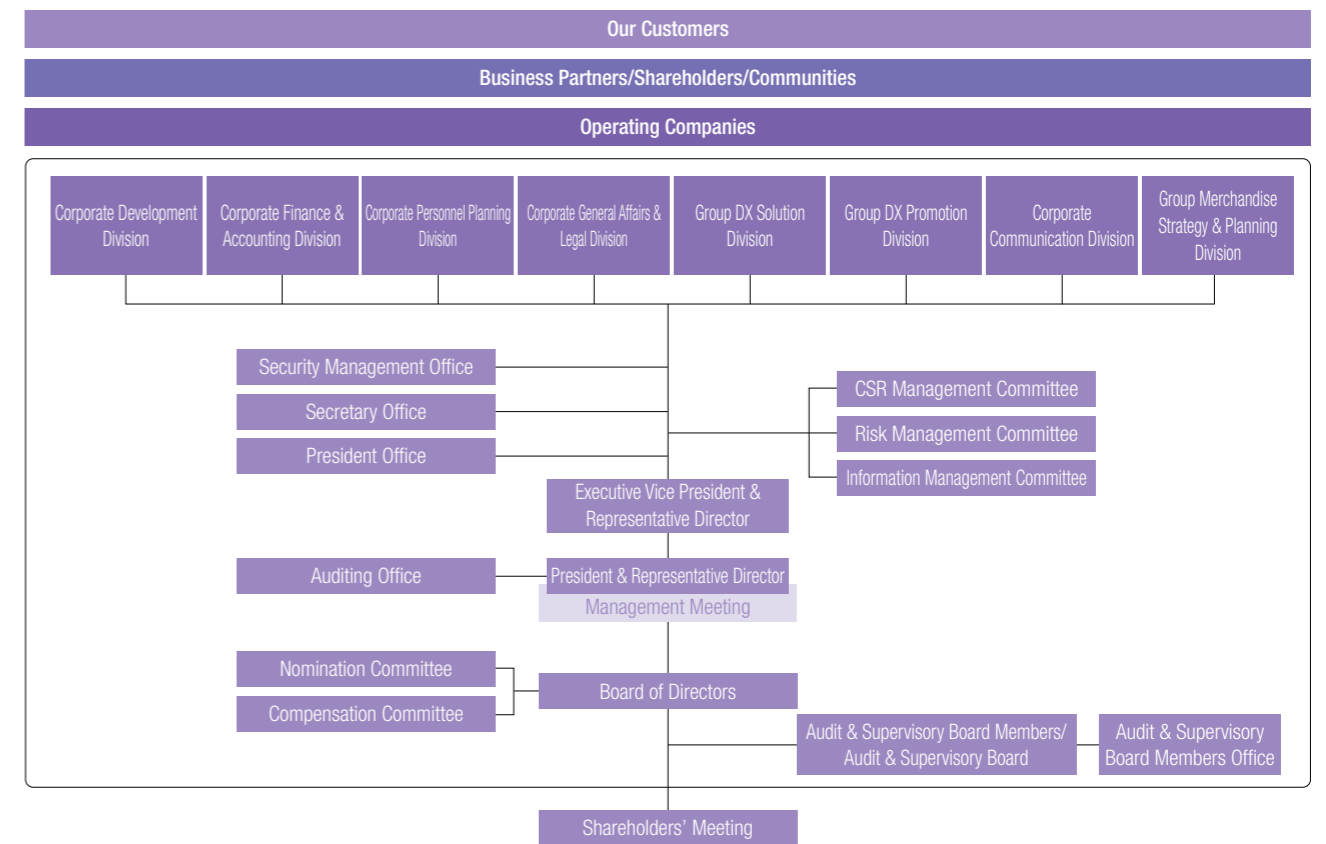 Our Customers
Business Partners/Shareholders/Communities
Operating Companies
Corporate Development
Division
Corporate Finance &
Accounting Division
Corporate Personnel Planning
Division
Corporate General Affairs &
Legal Division
Group DX Solution
Division
Group DX Promotion
Division
Corporate
Communication Division
Group Merchandise
Strategy & Planning
Division
Security Management Office
Secretary Office
President Office
CSR Management Committee
Risk Management Committee
Information Management Committee
Executive Vice President &
Representative Director
Auditing Office
President & Representative Director
Management Meeting
Nomination Committee
Compensation Committee
Board of Directors
Audit & Supervisory Board Members/
Audit & Supervisory Board
Audit & Supervisory
Board Members Office
Shareholders’ Meeting